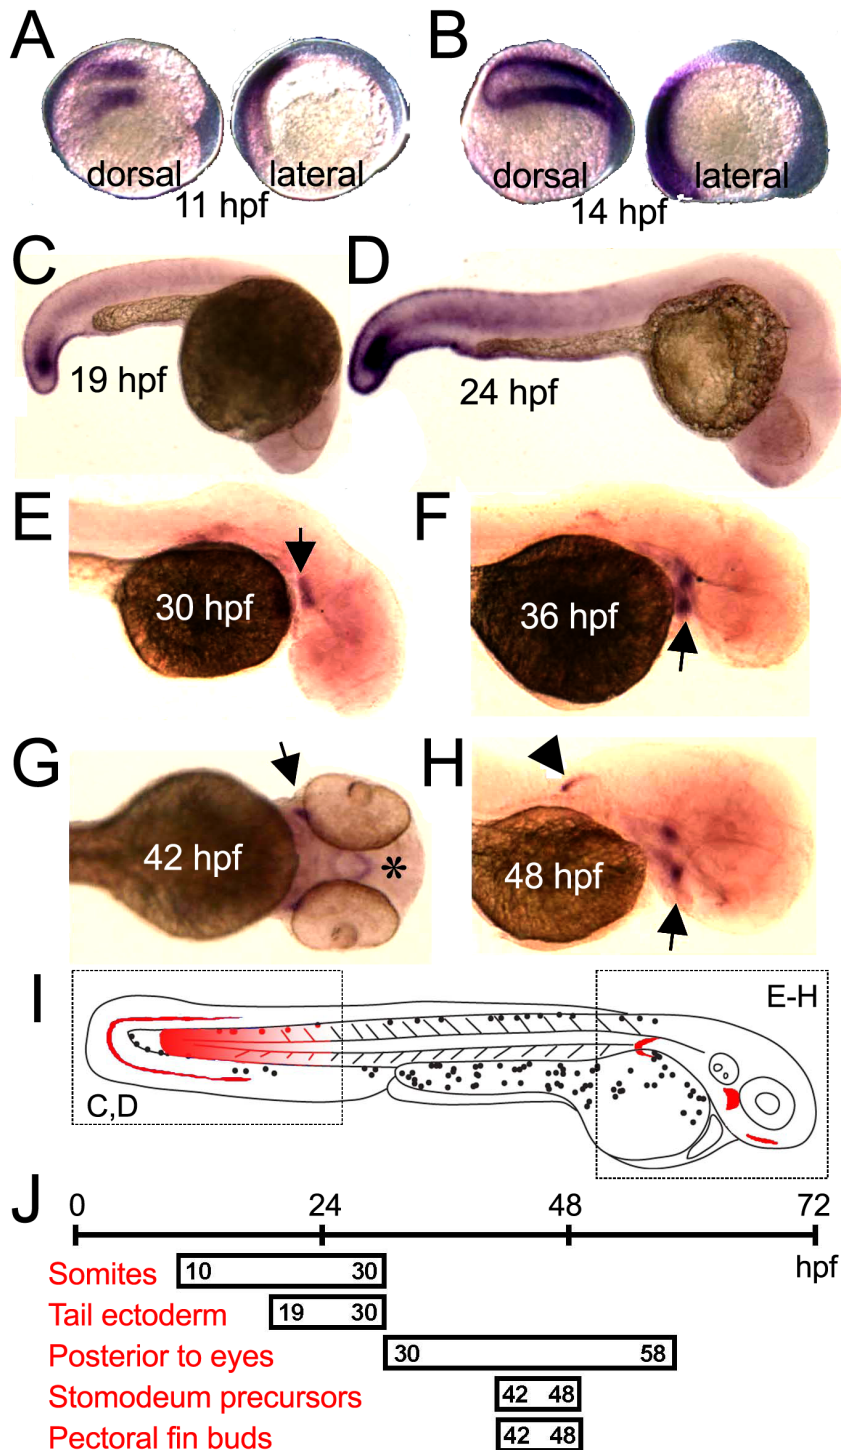 A
B
dorsal
lateral
11 hpf
dorsal
lateral
14 hpf
C
D
19 hpf
24 hpf
E
F
30 hpf
36 hpf
G
H
42 hpf
*
48 hpf
I
E-H
C,D
J
0 24 48 72
hpf
Somites 10 30
Tail ectoderm 19 30
Posterior to eyes 30 58
Stomodeum precursors 42 48
Pectoral fin buds 42 48